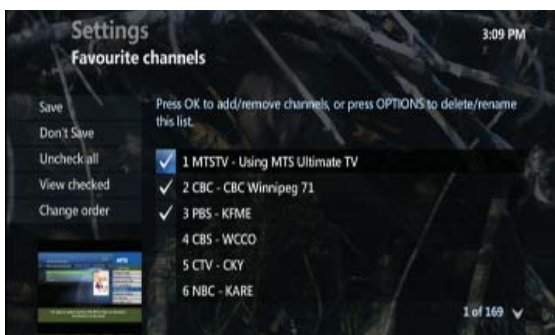 Settings
3:09 PM
Favourite channels
Save
Don't Save
Uncheck all
View checked
Change order
Press OK to add/remove channels, or press OPTIONS to delete/rename
this list.
1 MTSTV - Using MTS Ultimate TV
2 CBC - CBC Winnipeg 71
3 PBS - KFME
4 CBS - WCCO
5 CTV - CKY
6 NBC - KARE
1 of 169